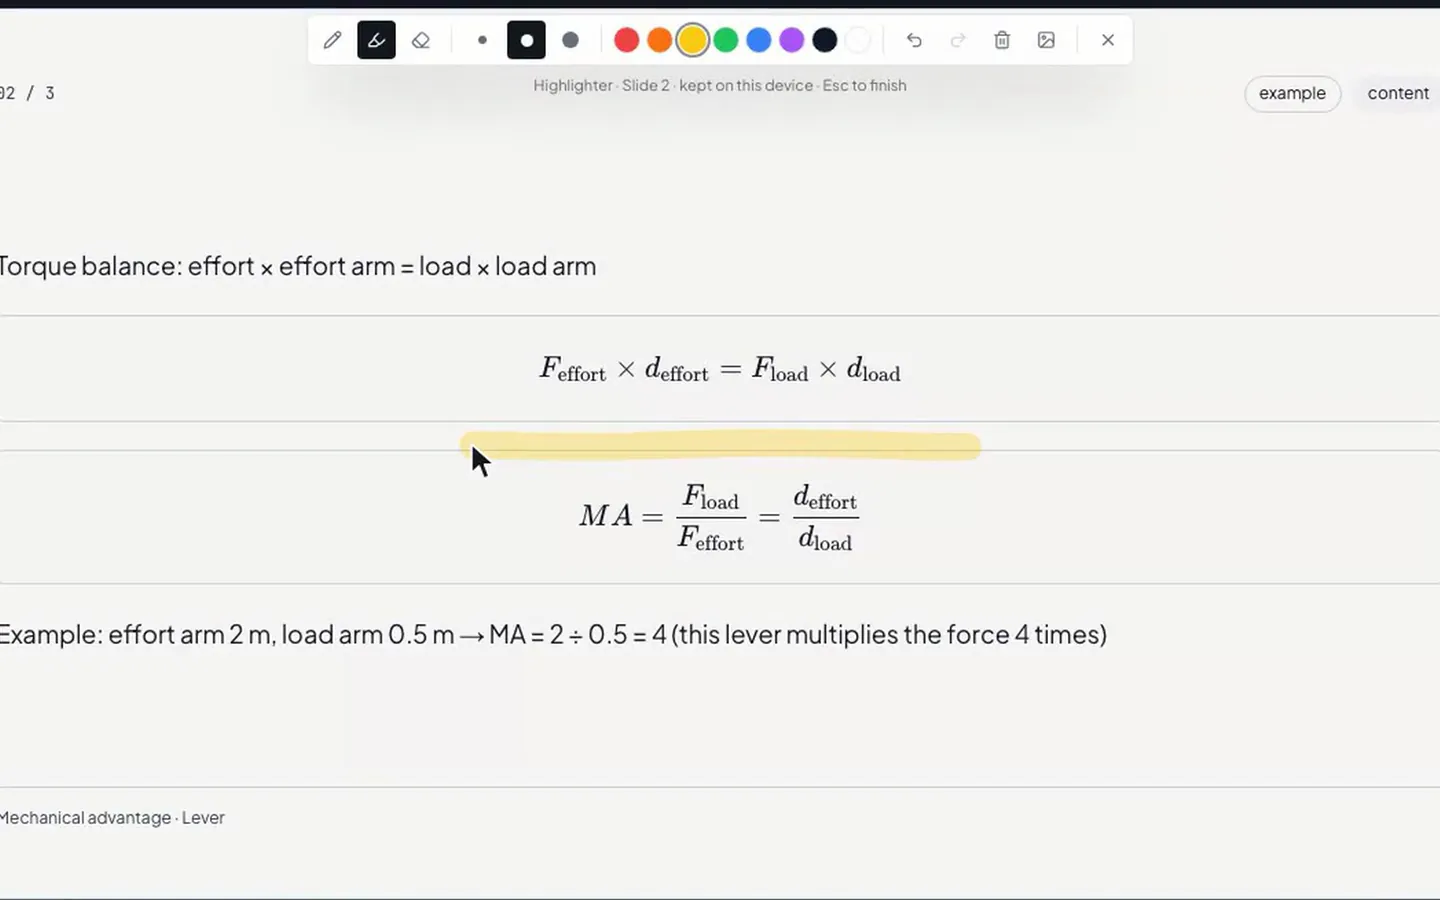 Highlighter · Slide 2 · kept on this device · Esc to finish
02 / 3
example
content
Torque balance: effort × effort arm = load × load arm
F_effort × d_effort = F_load × d_load
MA = F_load / F_effort = d_effort / d_load
Example: effort arm 2 m, load arm 0.5 m → MA = 2 ÷ 0.5 = 4 (this lever multiplies the force 4 times)
Mechanical advantage · Lever